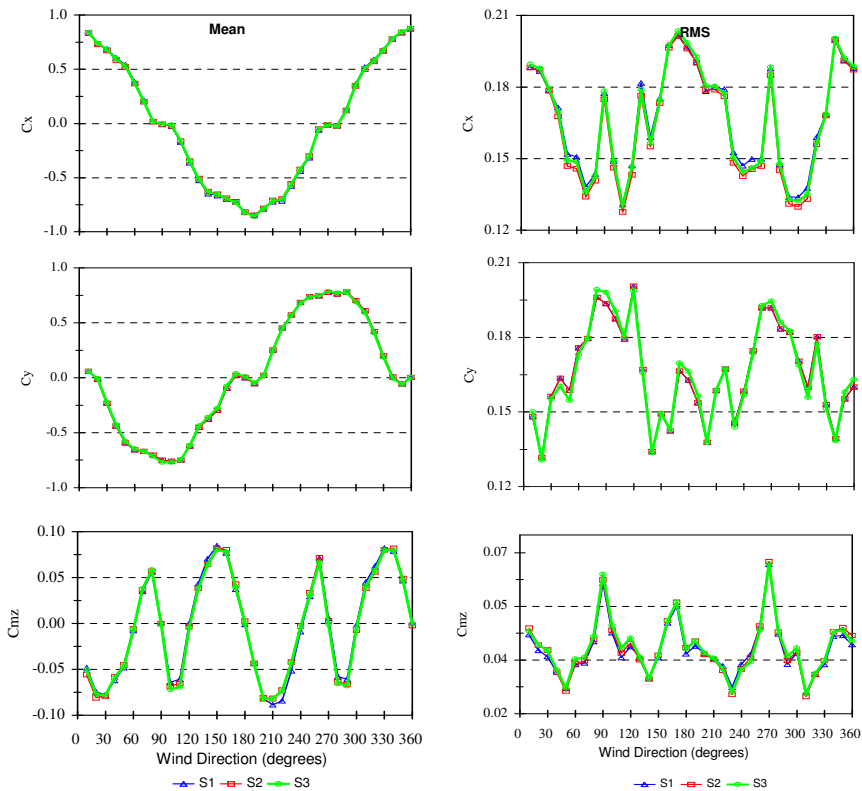 Mean
Cx
1.0
0.5
0.0
-0.5
-1.0
RMS
Cx
0.21
0.18
0.15
0.12
Cy
1.0
0.5
0.0
-0.5
-1.0
Cy
0.21
0.18
0.15
0.12
Cmz
0.10
0.05
0.00
-0.05
-0.10
0 30 60 90 120 150 180 210 240 270 300 330 360
Wind Direction (degrees)
S1 S2 S3
Cmz
0.07
0.05
0.04
0.02
0 30 60 90 120 150 180 210 240 270 300 330 360
Wind Direction (degrees)
S1 S2 S3